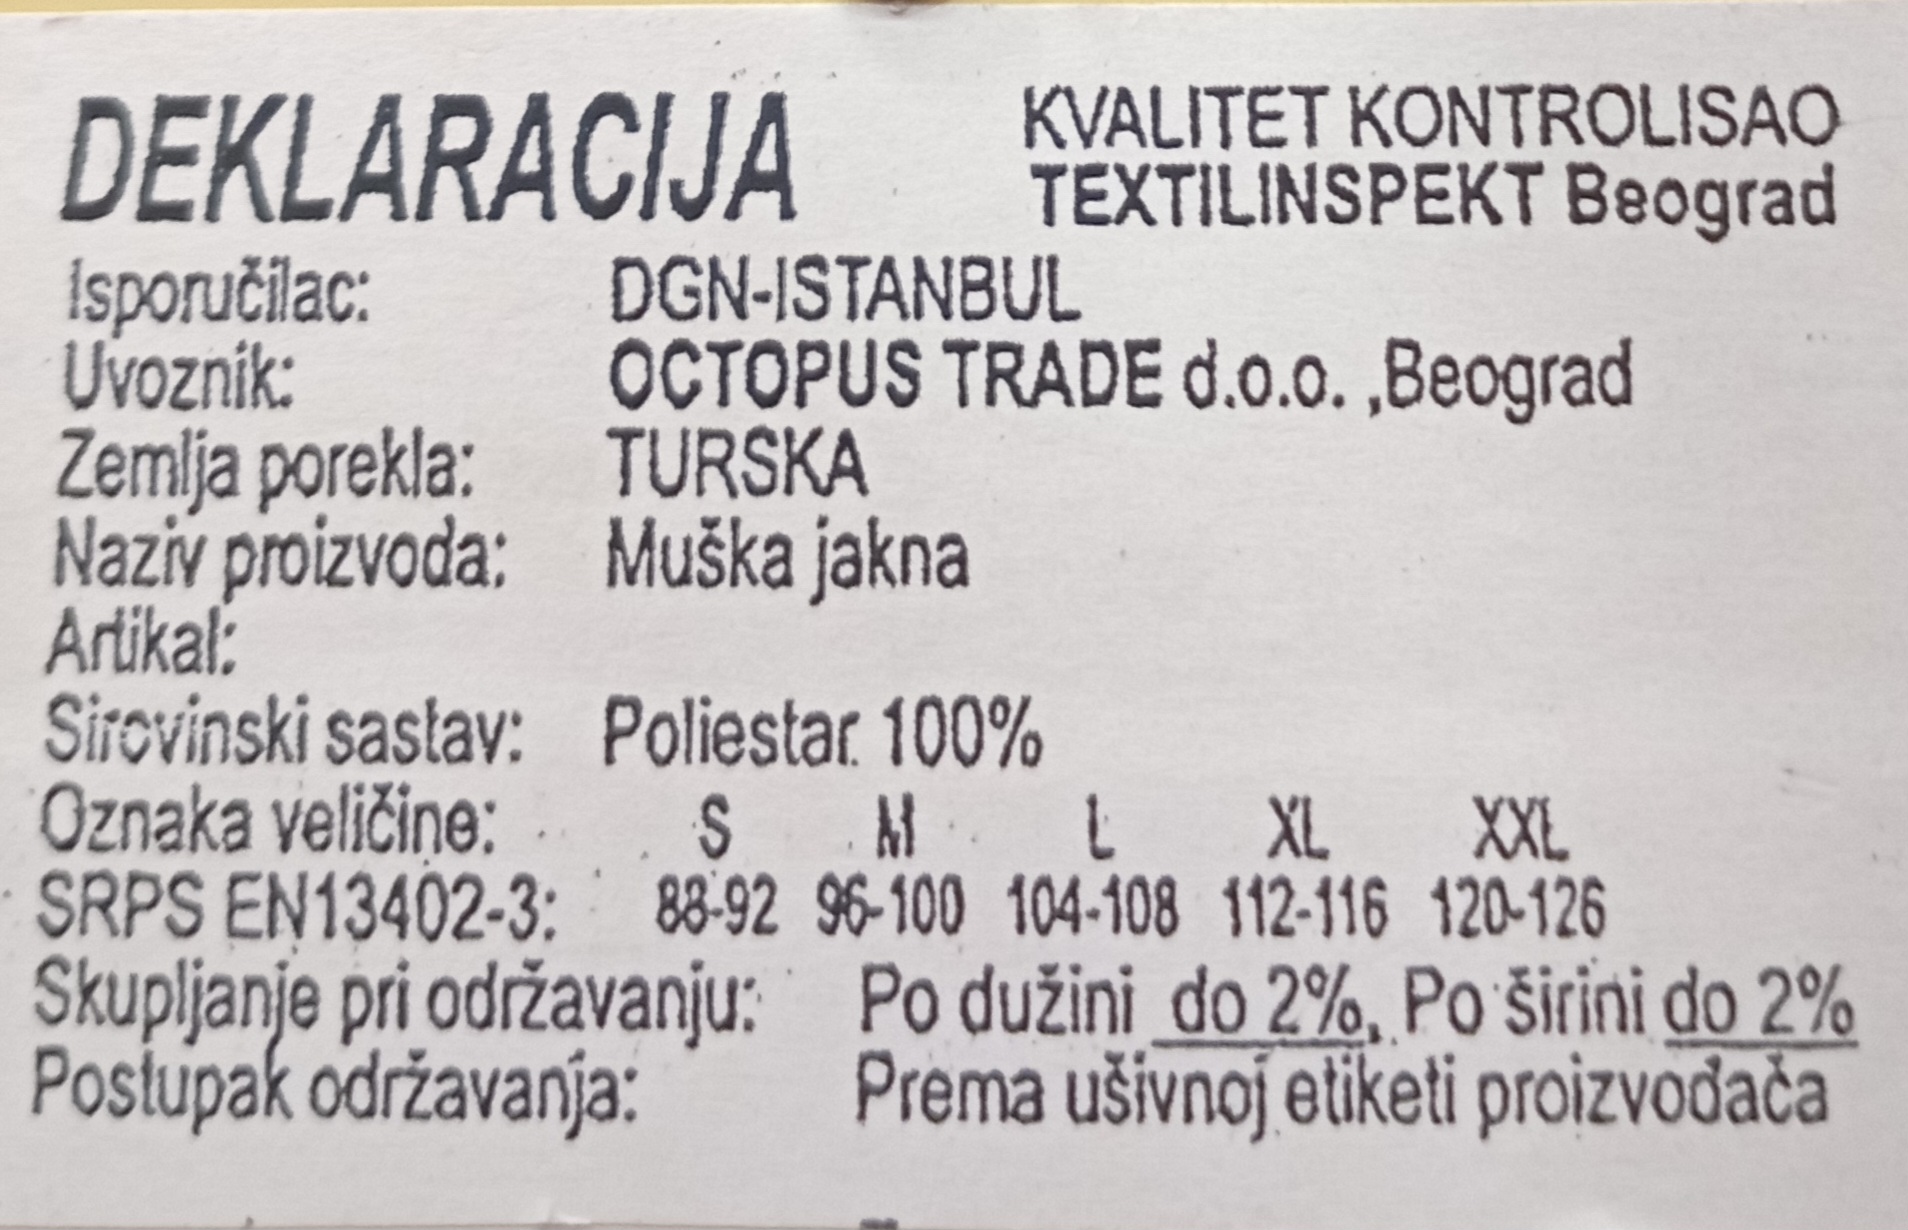 DEKLARACIJA
KVALITET KONTROLISAO
TEXTILINSPEKT Beograd
Isporučilac: DGN-ISTANBUL
Uvoznik: OCTOPUS TRADE d.o.o. ,Beograd
Zemlja porekla: TURSKA
Naziv proizvoda: Muška jakna
Artikal:
Sirovinski sastav: Poliestar 100%
Oznaka veličine: S M L XL XXL
SRPS EN13402-3: 88-92 96-100 104-108 112-116 120-126
Skupljanje pri održavanju: Po dužini do 2%, Po širini do 2%
Postupak održavanja: Prema ušivnoj etiketi proizvođača